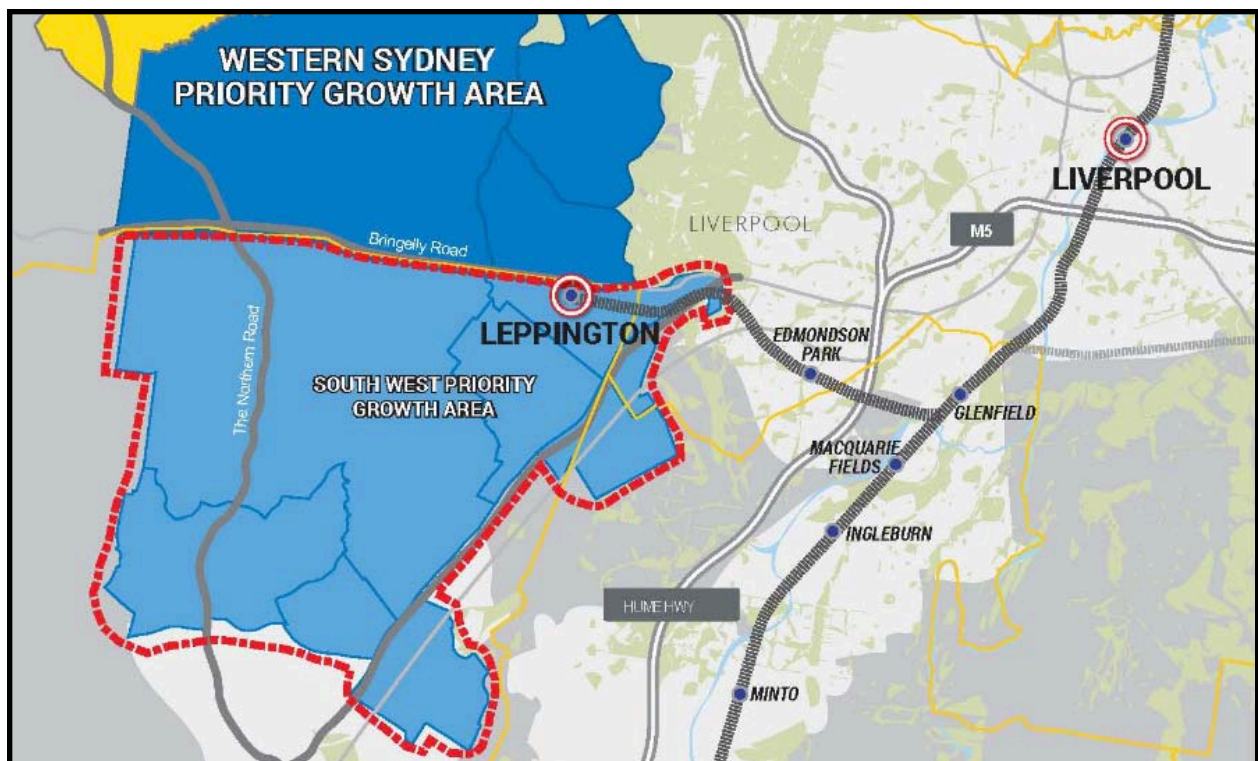 WESTERN SYDNEY
PRIORITY GROWTH AREA
LIVERPOOL
LIVERPOOL
M5
Bringelly Road
LEPPINGTON
EDMONDSON
PARK
The Northern Road
SOUTH WEST PRIORITY
GROWTH AREA
GLENFIELD
MACQUARIE
FIELDS
INGLEBURN
HUME HWY
MINTO